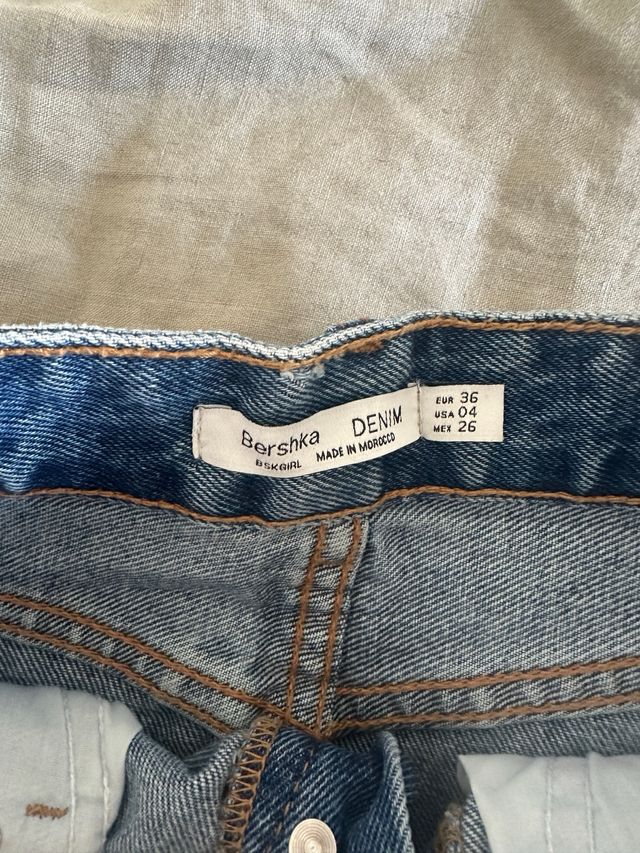 Bershka DENIM
BSKGIRL MADE IN MOROCCO
EUR 36
USA 04
MEX 26